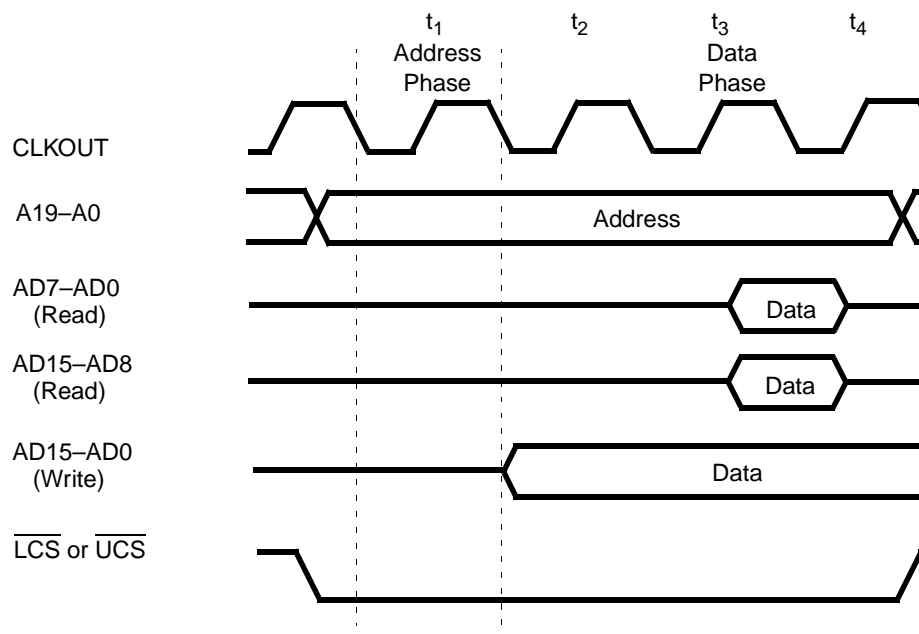 t1 t2 t3 t4
Address Data
Phase Phase
CLKOUT
A19–A0
Address
AD7–AD0
(Read)
Data
AD15–AD8
(Read)
Data
AD15–AD0
(Write)
Data
LCS or UCS